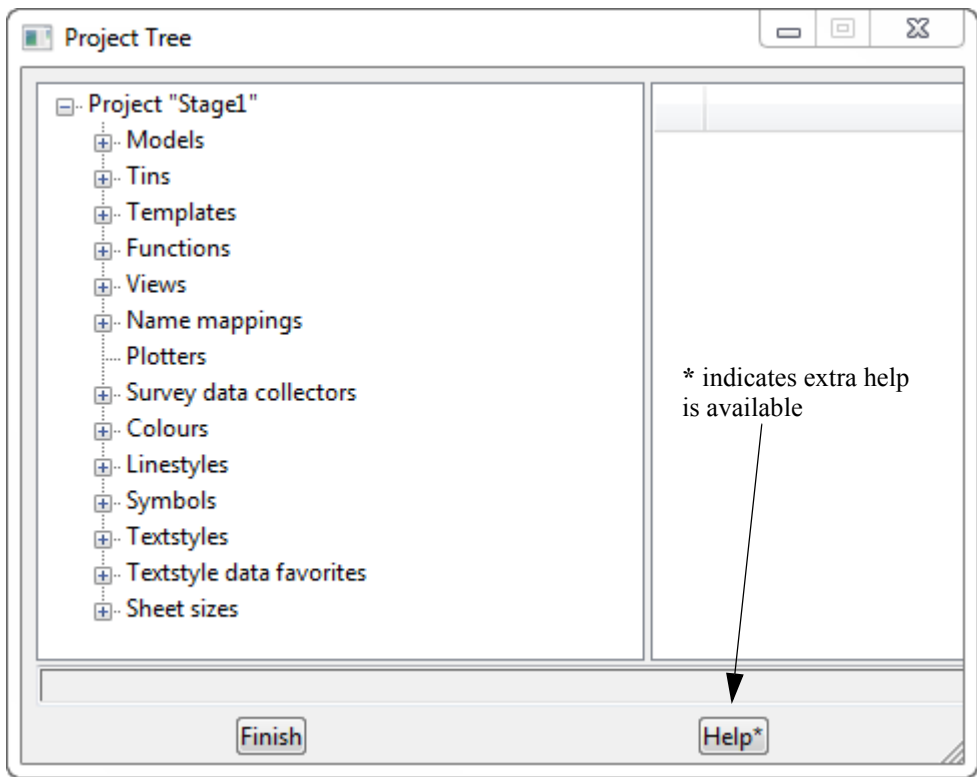 Project Tree
Project "Stage1"
Models
Tins
Templates
Functions
Views
Name mappings
Plotters
Survey data collectors
Colours
Linestyles
Symbols
Textstyles
Textstyle data favorites
Sheet sizes
* indicates extra help
is available
Finish
Help*